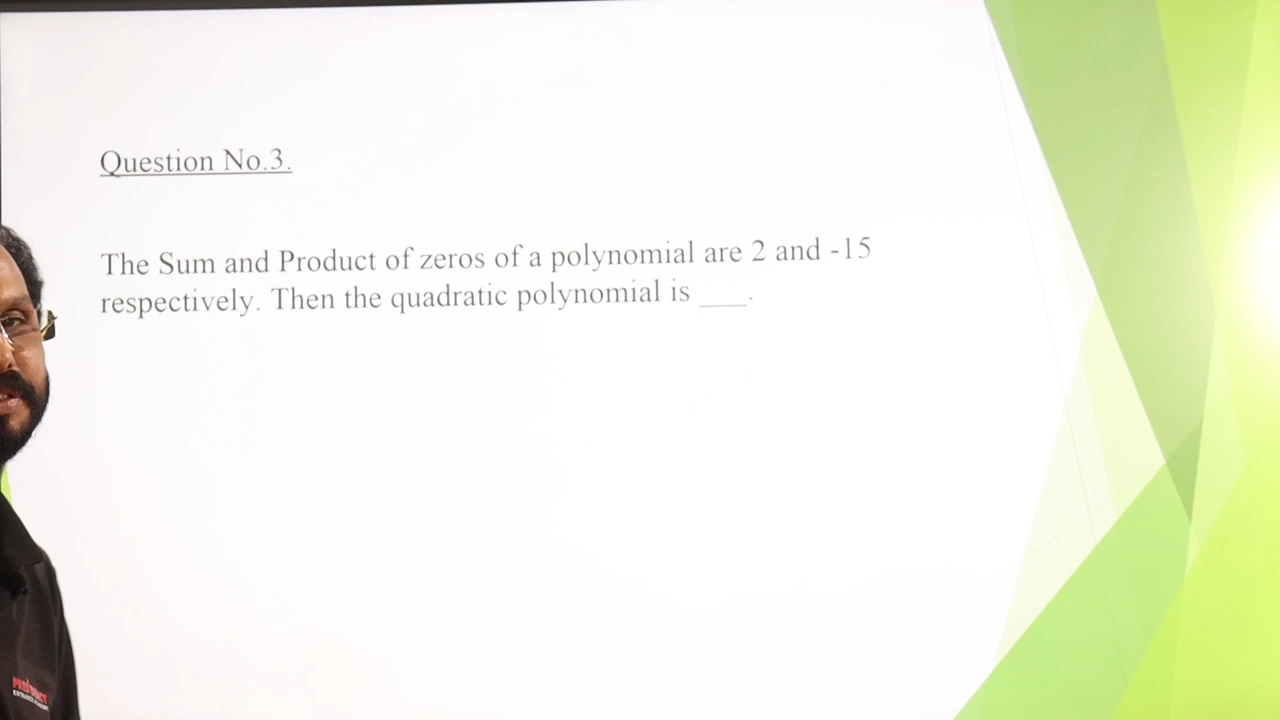 Question No.3.
The Sum and Product of zeros of a polynomial are 2 and -15
respectively. Then the quadratic polynomial is ____.